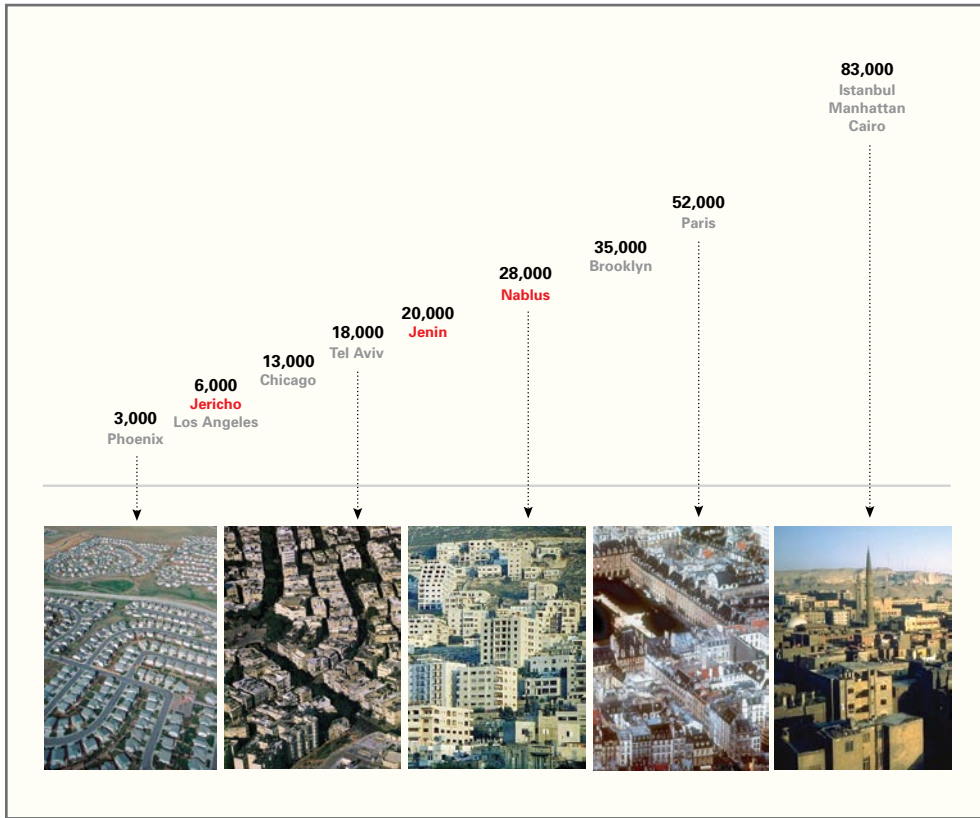 83,000
Istanbul
Manhattan
Cairo
52,000
Paris
35,000
Brooklyn
28,000
Nablus
20,000
Jenin
18,000
Tel Aviv
13,000
Chicago
6,000
Jericho
Los Angeles
3,000
Phoenix